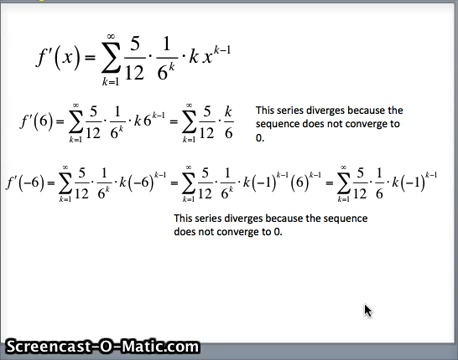 f'(x) = ∑_{k=1}^{∞} 5/12 · 1/6^k · k x^{k−1}
f'(6) = ∑_{k=1}^{∞} 5/12 · 1/6^k · k6^{k−1} = ∑_{k=1}^{∞} 5/12 · k/6
This series diverges because the
sequence does not converge to
0.
f'(−6) = ∑_{k=1}^{∞} 5/12 · 1/6^k · k(−6)^{k−1} = ∑_{k=1}^{∞} 5/12 · 1/6^k · k(−1)^{k−1}(6)^{k−1} = ∑_{k=1}^{∞} 5/12 · 1/6 · k(−1)^{k−1}
This series diverges because the sequence
does not converge to 0.
Screencast-O-Matic.com